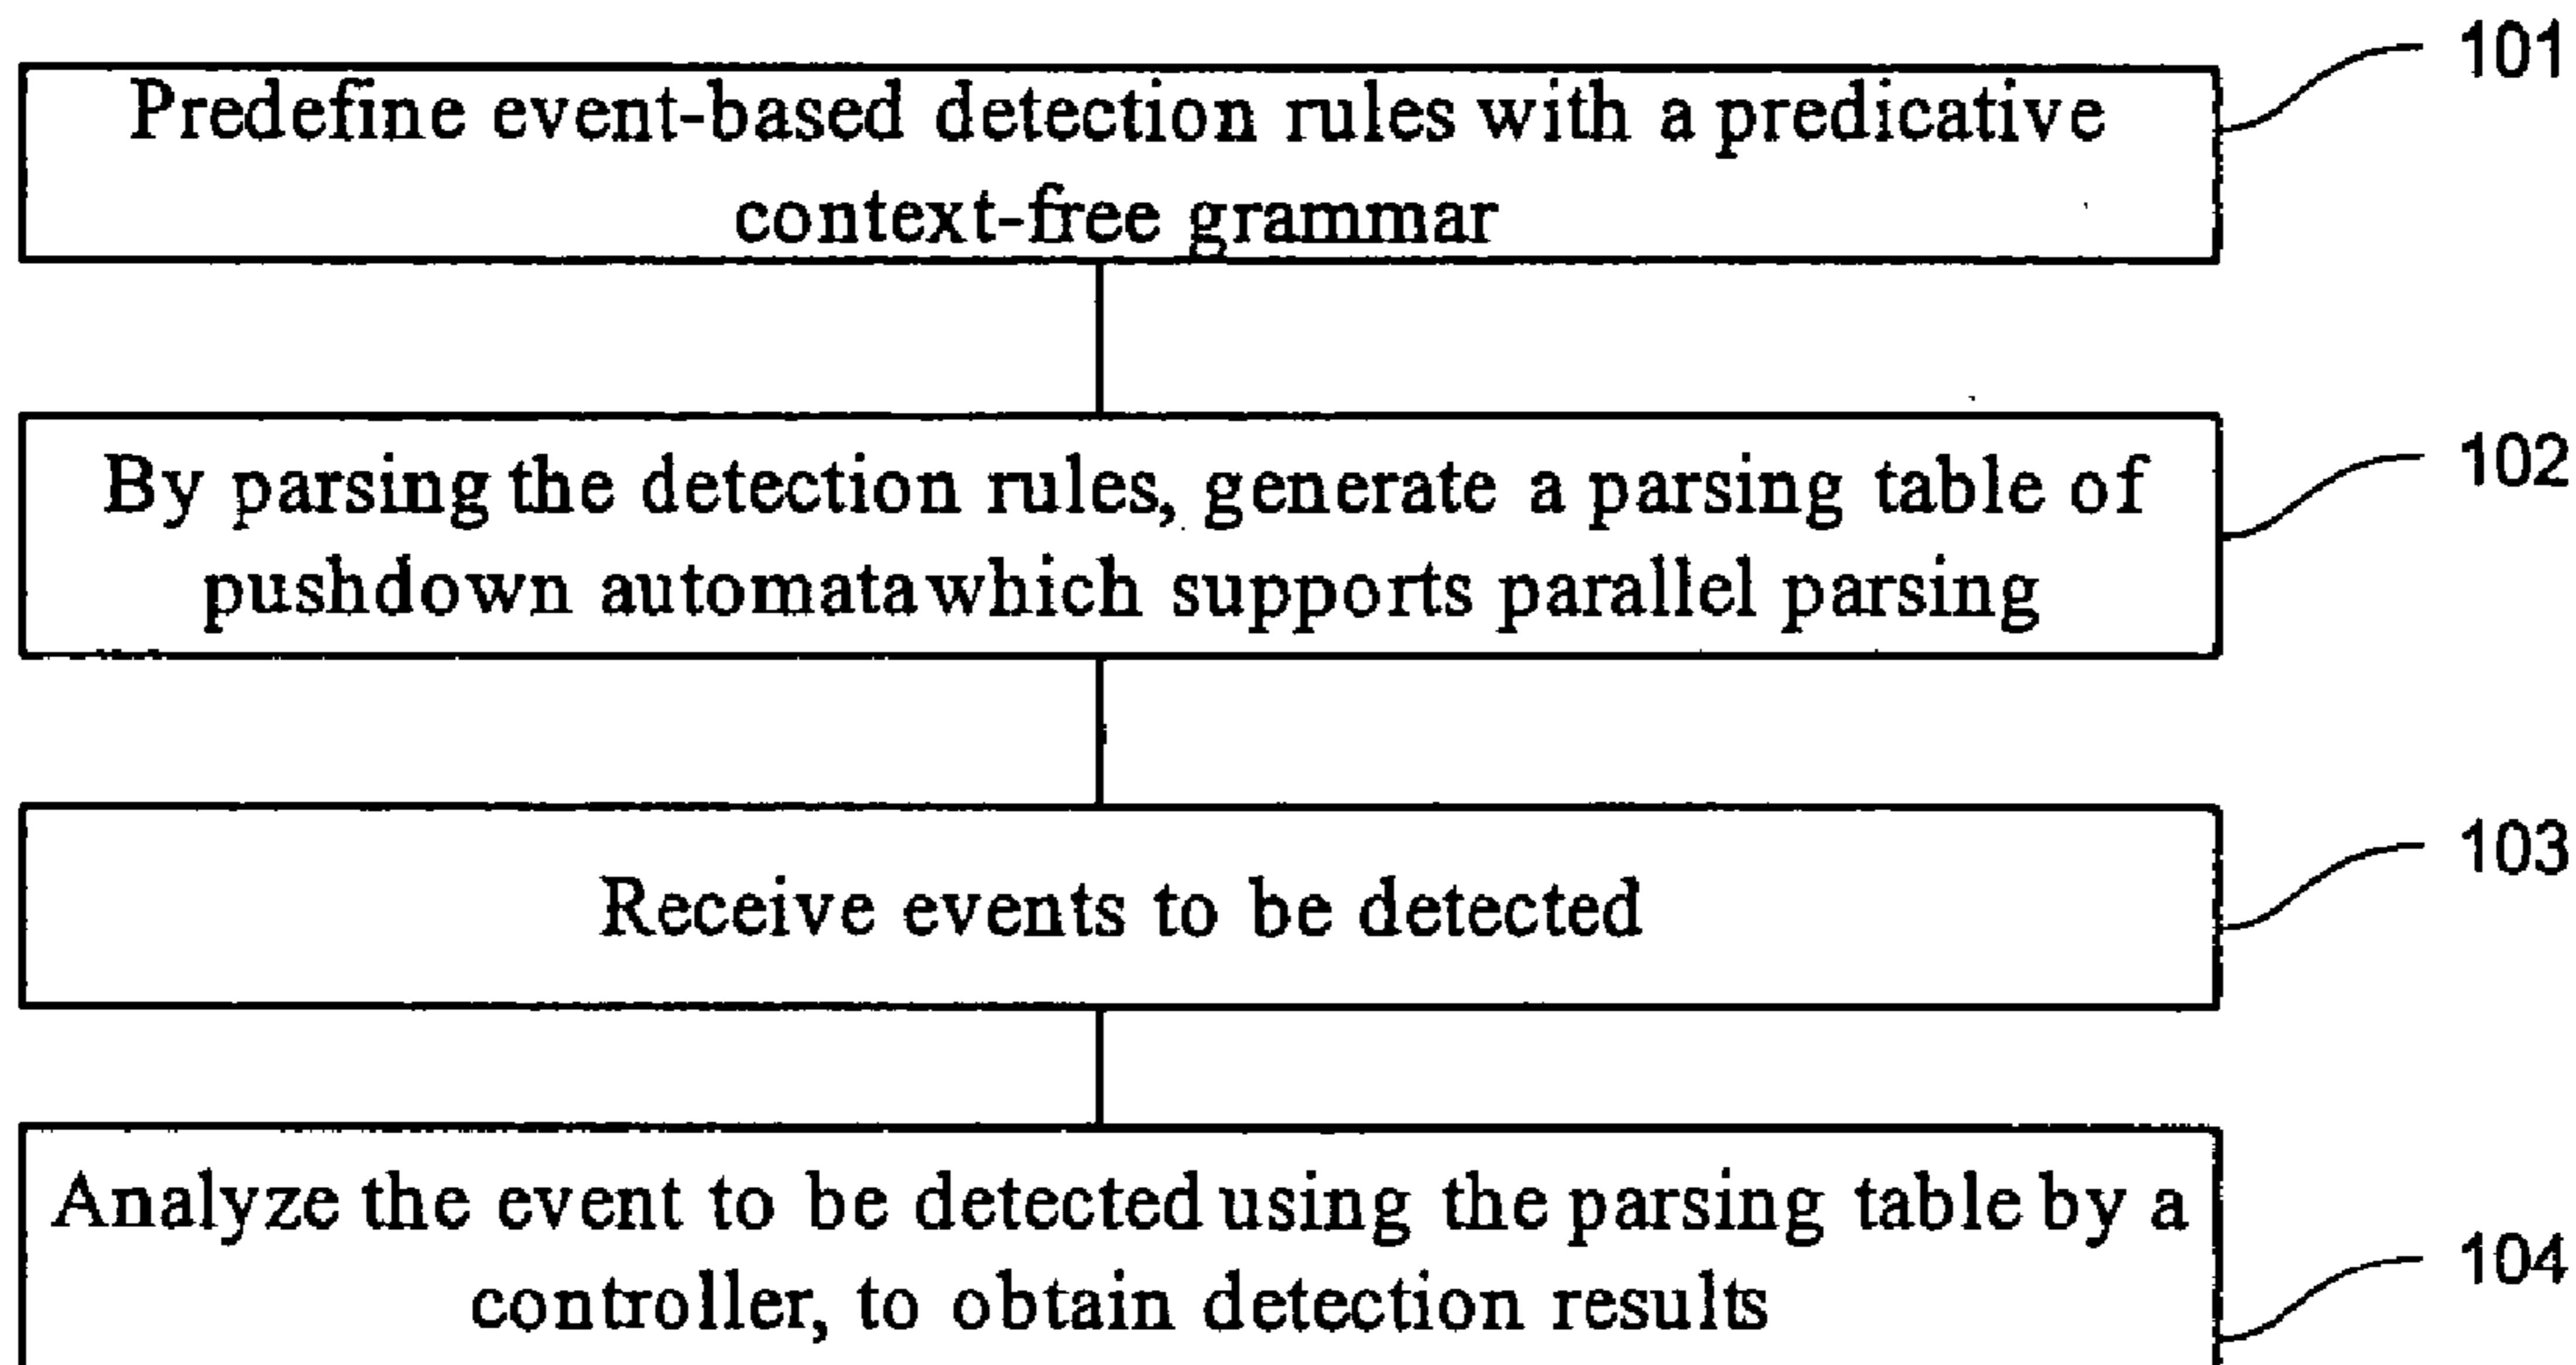 101
Predefine event-based detection rules with a predicative
context-free grammar
102
By parsing the detection rules, generate a parsing table of
pushdown automata which supports parallel parsing
103
Receive events to be detected
Analyze the event to be detected using the parsing table by a
104
controller, to obtain detection results